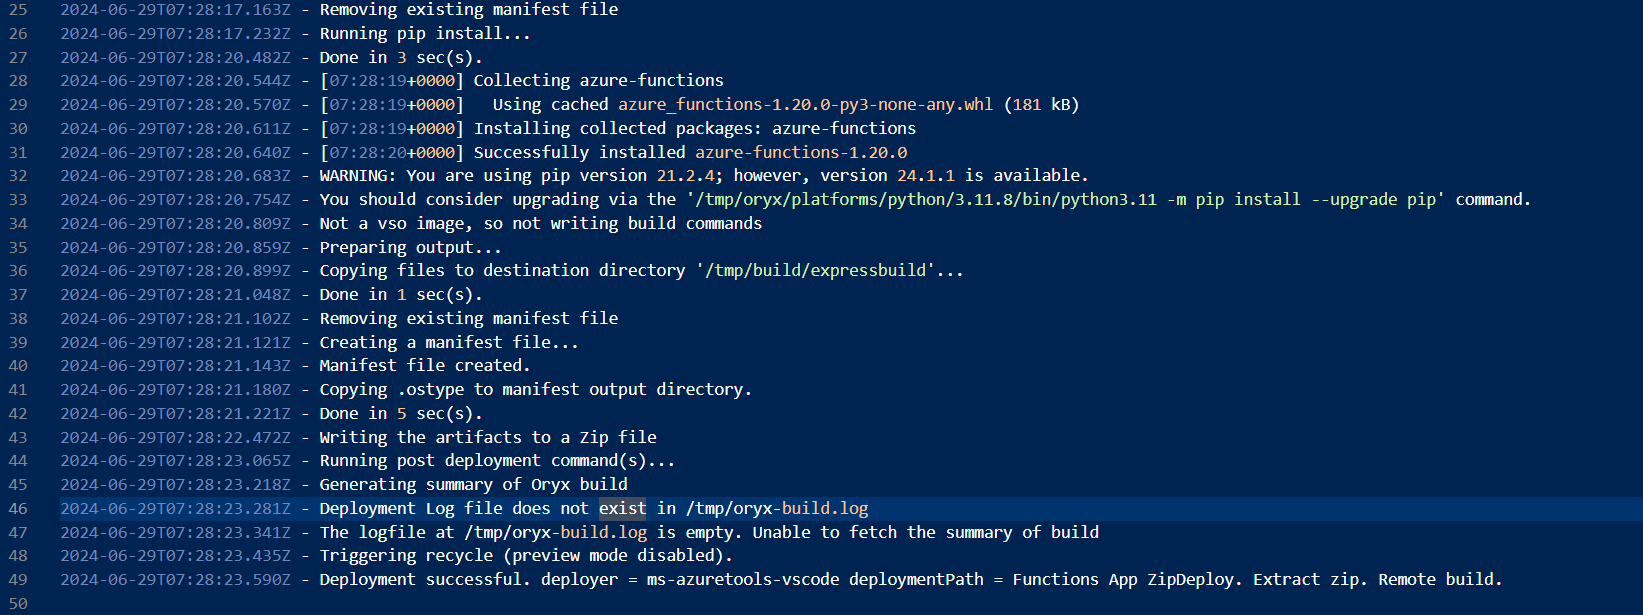 25 2024-06-29T07:28:17.163Z - Removing existing manifest file
26 2024-06-29T07:28:17.232Z - Running pip install...
27 2024-06-29T07:28:20.482Z - Done in 3 sec(s).
28 2024-06-29T07:28:20.544Z - [07:28:19+0000] Collecting azure-functions
29 2024-06-29T07:28:20.570Z - [07:28:19+0000]   Using cached azure_functions-1.20.0-py3-none-any.whl (181 kB)
30 2024-06-29T07:28:20.611Z - [07:28:19+0000] Installing collected packages: azure-functions
31 2024-06-29T07:28:20.640Z - [07:28:20+0000] Successfully installed azure-functions-1.20.0
32 2024-06-29T07:28:20.683Z - WARNING: You are using pip version 21.2.4; however, version 24.1.1 is available.
33 2024-06-29T07:28:20.754Z - You should consider upgrading via the '/tmp/oryx/platforms/python/3.11.8/bin/python3.11 -m pip install --upgrade pip' command.
34 2024-06-29T07:28:20.809Z - Not a vso image, so not writing build commands
35 2024-06-29T07:28:20.859Z - Preparing output...
36 2024-06-29T07:28:20.899Z - Copying files to destination directory '/tmp/build/expressbuild'...
37 2024-06-29T07:28:21.048Z - Done in 1 sec(s).
38 2024-06-29T07:28:21.102Z - Removing existing manifest file
39 2024-06-29T07:28:21.121Z - Creating a manifest file...
40 2024-06-29T07:28:21.143Z - Manifest file created.
41 2024-06-29T07:28:21.180Z - Copying .ostype to manifest output directory.
42 2024-06-29T07:28:21.221Z - Done in 5 sec(s).
43 2024-06-29T07:28:22.472Z - Writing the artifacts to a Zip file
44 2024-06-29T07:28:23.065Z - Running post deployment command(s)...
45 2024-06-29T07:28:23.218Z - Generating summary of Oryx build
46 2024-06-29T07:28:23.281Z - Deployment Log file does not exist in /tmp/oryx-build.log
47 2024-06-29T07:28:23.341Z - The logfile at /tmp/oryx-build.log is empty. Unable to fetch the summary of build
48 2024-06-29T07:28:23.435Z - Triggering recycle (preview mode disabled).
49 2024-06-29T07:28:23.590Z - Deployment successful. deployer = ms-azuretools-vscode deploymentPath = Functions App ZipDeploy. Extract zip. Remote build.
50